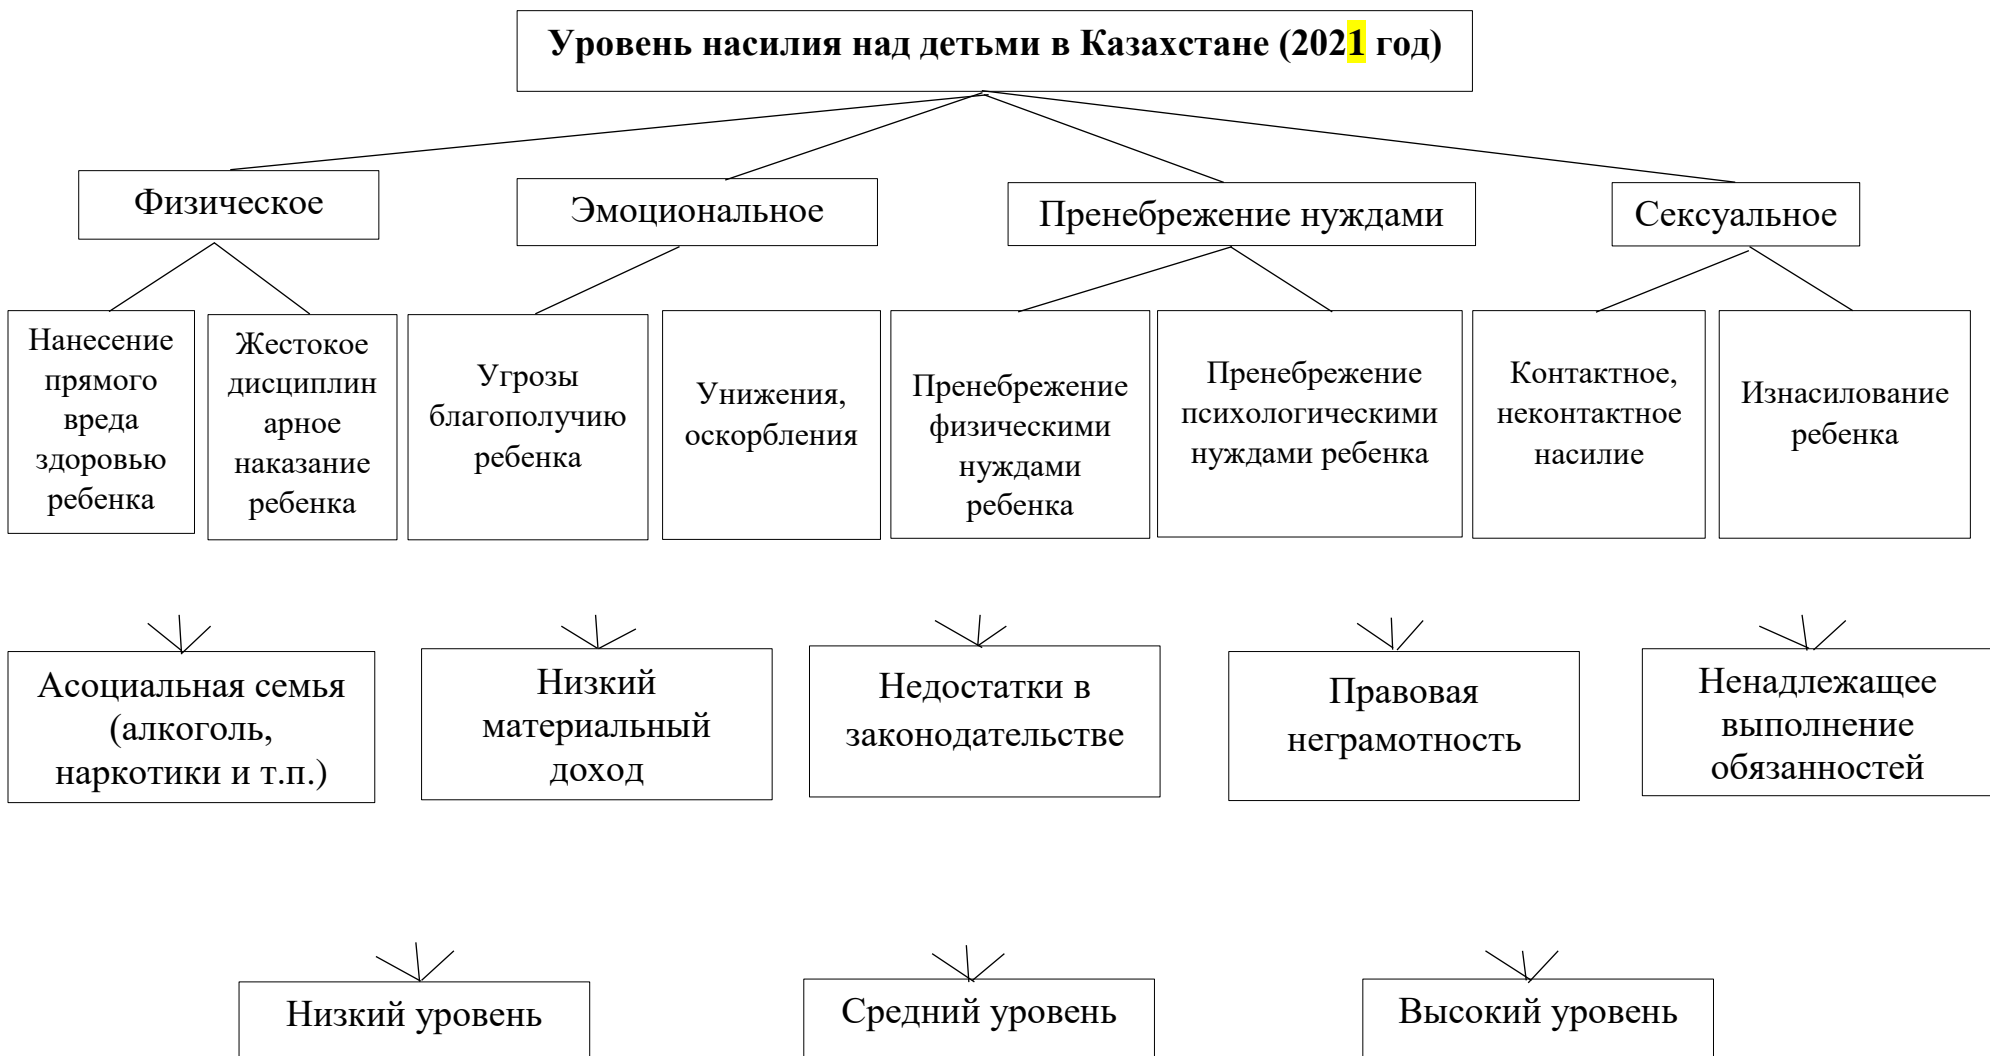 Уровень насилия над детьми в Казахстане (2021 год)
Физическое
Эмоциональное
Пренебрежение нуждами
Сексуальное
Нанесение
прямого
вреда
здоровью
ребенка
Жестокое
дисциплин
арное
наказание
ребенка
Угрозы
благополучию
ребенка
Унижения,
оскорбления
Пренебрежение
физическими
нуждами
ребенка
Пренебрежение
психологическими
нуждами ребенка
Контактное,
неконтактное
насилие
Изнасилование
ребенка
Асоциальная семья
(алкоголь,
наркотики и т.п.)
Низкий
материальный
доход
Недостатки в
законодательстве
Правовая
неграмотность
Ненадлежащее
выполнение
обязанностей
Низкий уровень
Средний уровень
Высокий уровень